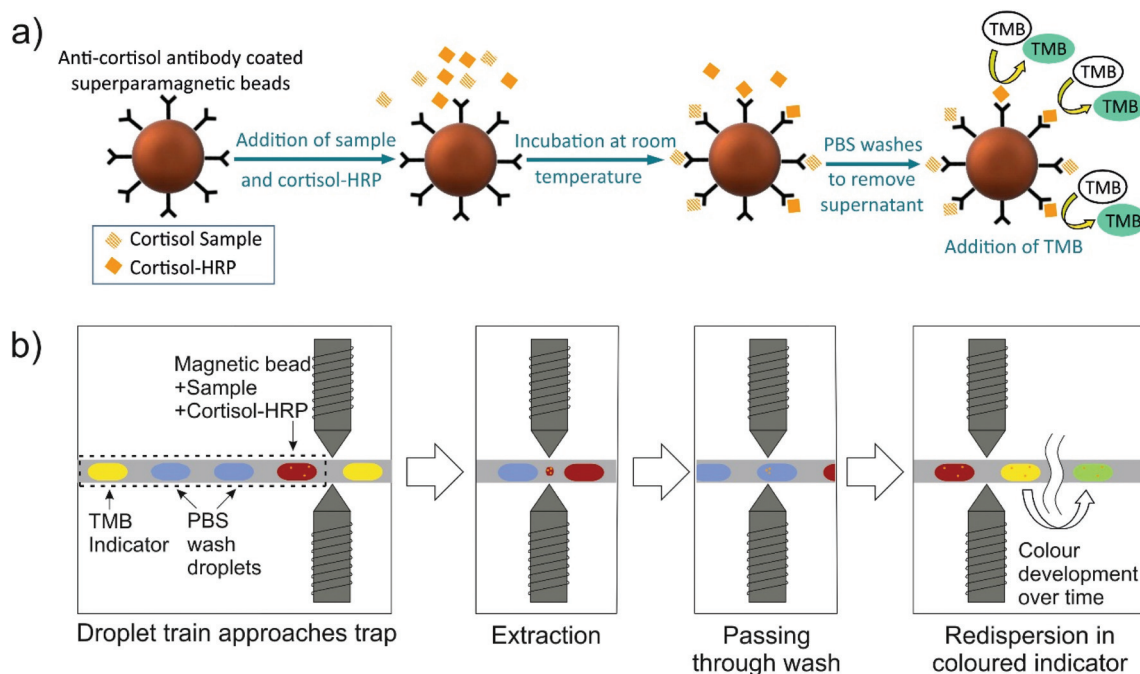 a)
Anti-cortisol antibody coated
superparamagnetic beads
Addition of sample
and cortisol-HRP
Incubation at room
temperature
PBS washes
to remove
supernatant
TMB
TMB
TMB
TMB
TMB
TMB
Addition of TMB
Cortisol Sample
Cortisol-HRP
b)
Magnetic bead
+Sample
+Cortisol-HRP
TMB
Indicator
PBS
wash
droplets
Colour
development
over time
Droplet train approaches trap
Extraction
Passing
through wash
Redispersion in
coloured indicator